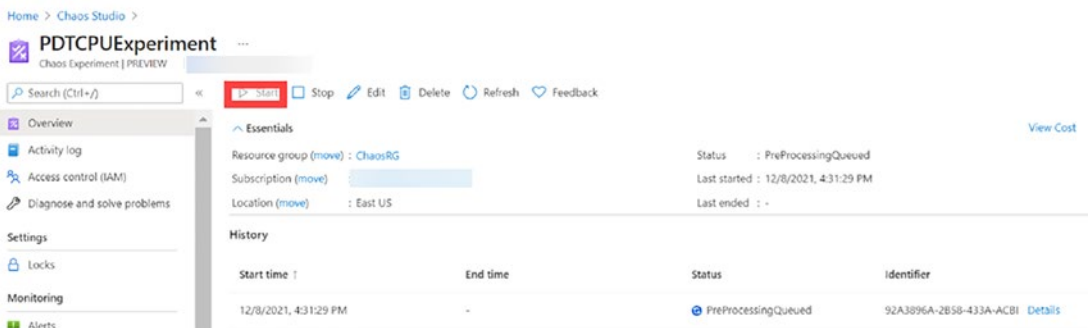 Home > Chaos Studio >
PDTCPUExperiment ...
Chaos Experiment | PREVIEW
Search (Ctrl+/) «
Start Stop Edit Delete Refresh Feedback
Overview
Activity log
Access control (IAM)
Diagnose and solve problems
Settings
Locks
Monitoring
Alerts
Essentials View Cost
Resource group (move) : ChaosRG
Subscription (move) :
Location (move) : East US
Status : PreProcessingQueued
Last started : 12/8/2021, 4:31:29 PM
Last ended : -
History
Start time ↑ End time Status Identifier
12/8/2021, 4:31:29 PM - PreProcessingQueued 92A3896A-2B58-433A-ACBI Details